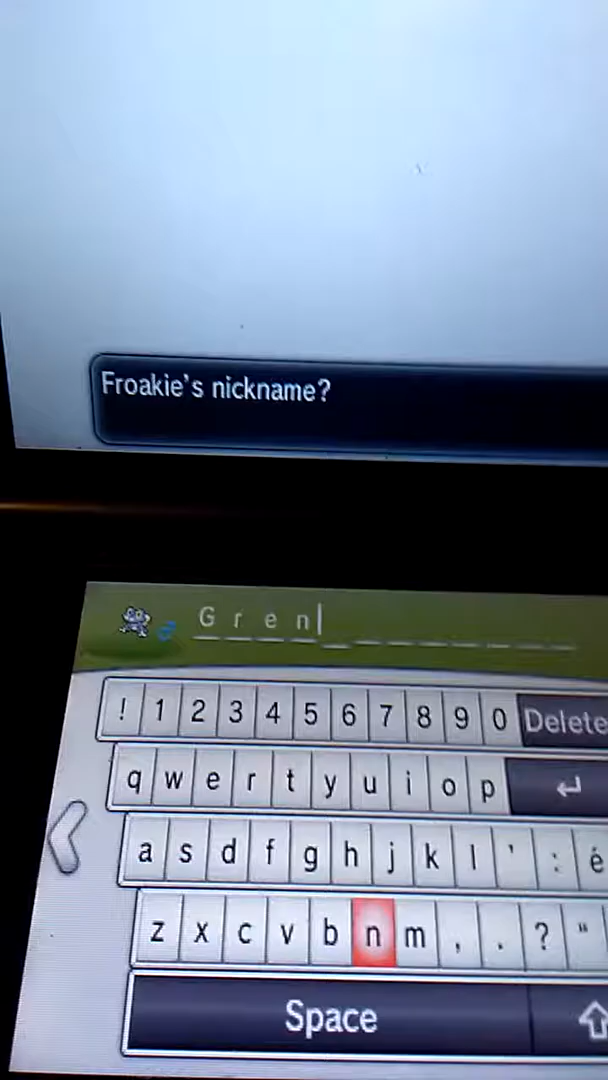 Froakie's nickname?
Gren
! 1 2 3 4 5 6 7 8 9 0 Delete
q w e r t y u i o p ↵
a s d f g h j k l ' : é
z x c v b n m , . ? "
Space